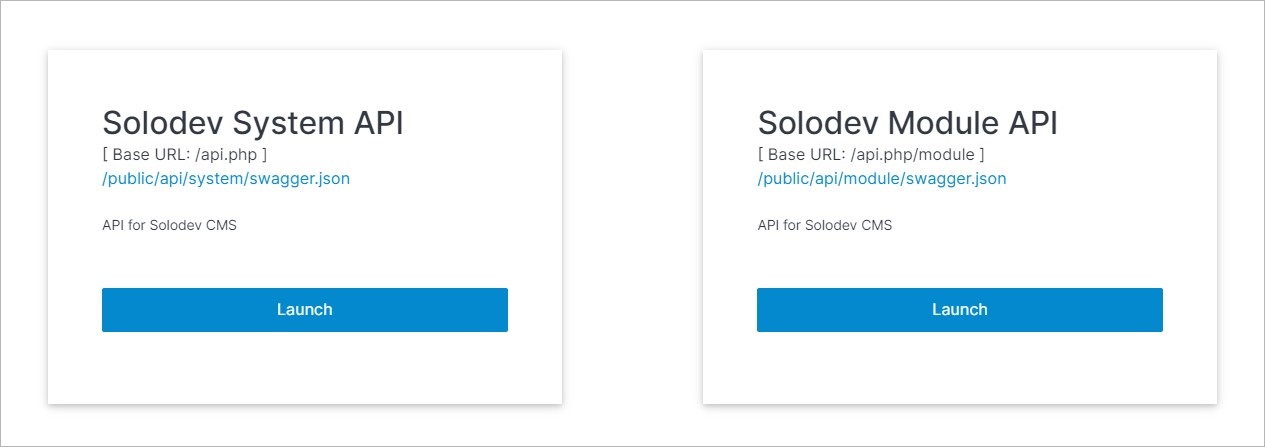 Solodev System API
[ Base URL: /api.php ]
/public/api/system/swagger.json
API for Solodev CMS
Launch
Solodev Module API
[ Base URL: /api.php/module ]
/public/api/module/swagger.json
API for Solodev CMS
Launch